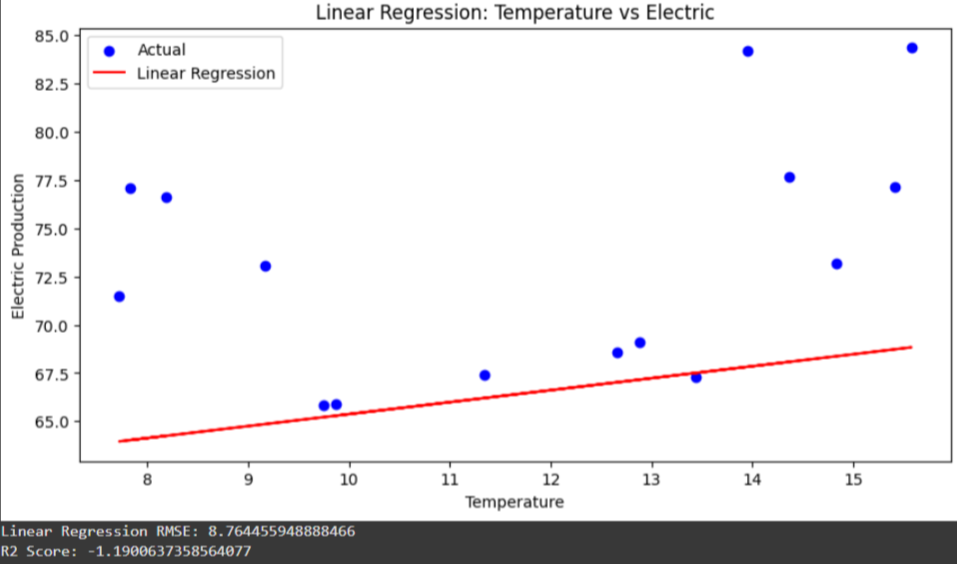 Linear Regression: Temperature vs Electric
Actual
Linear Regression
85.0
82.5
80.0
77.5
75.0
72.5
70.0
67.5
65.0
Electric Production
8 9 10 11 12 13 14 15
Temperature
Linear Regression RMSE: 8.764455948888466
R2 Score: -1.1900637358564077